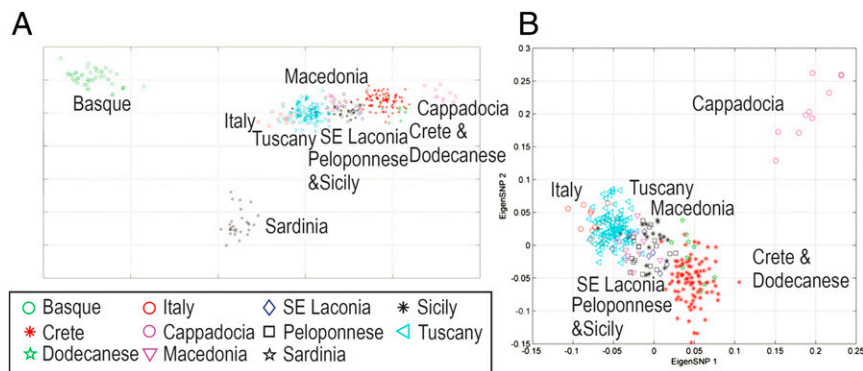 A
Basque
Macedonia
Italy
Tuscany
SE Laconia
Peloponnese
&Sicily
Cappadocia
Crete &
Dodecanese
Sardinia
Basque
Italy
SE Laconia
Sicily
Crete
Cappadocia
Peloponnese
Tuscany
Dodecanese
Macedonia
Sardinia
B
0.3
0.25
0.2
0.15
0.1
0.05
0
-0.05
-0.1
-0.15
EigenSNP 2
Cappadocia
Italy
Tuscany
Macedonia
Crete &
Dodecanese
SE Laconia
Peloponnese
&Sicily
-0.15
-0.1
-0.05
0
0.05
0.1
0.15
0.2
0.25
EigenSNP 1